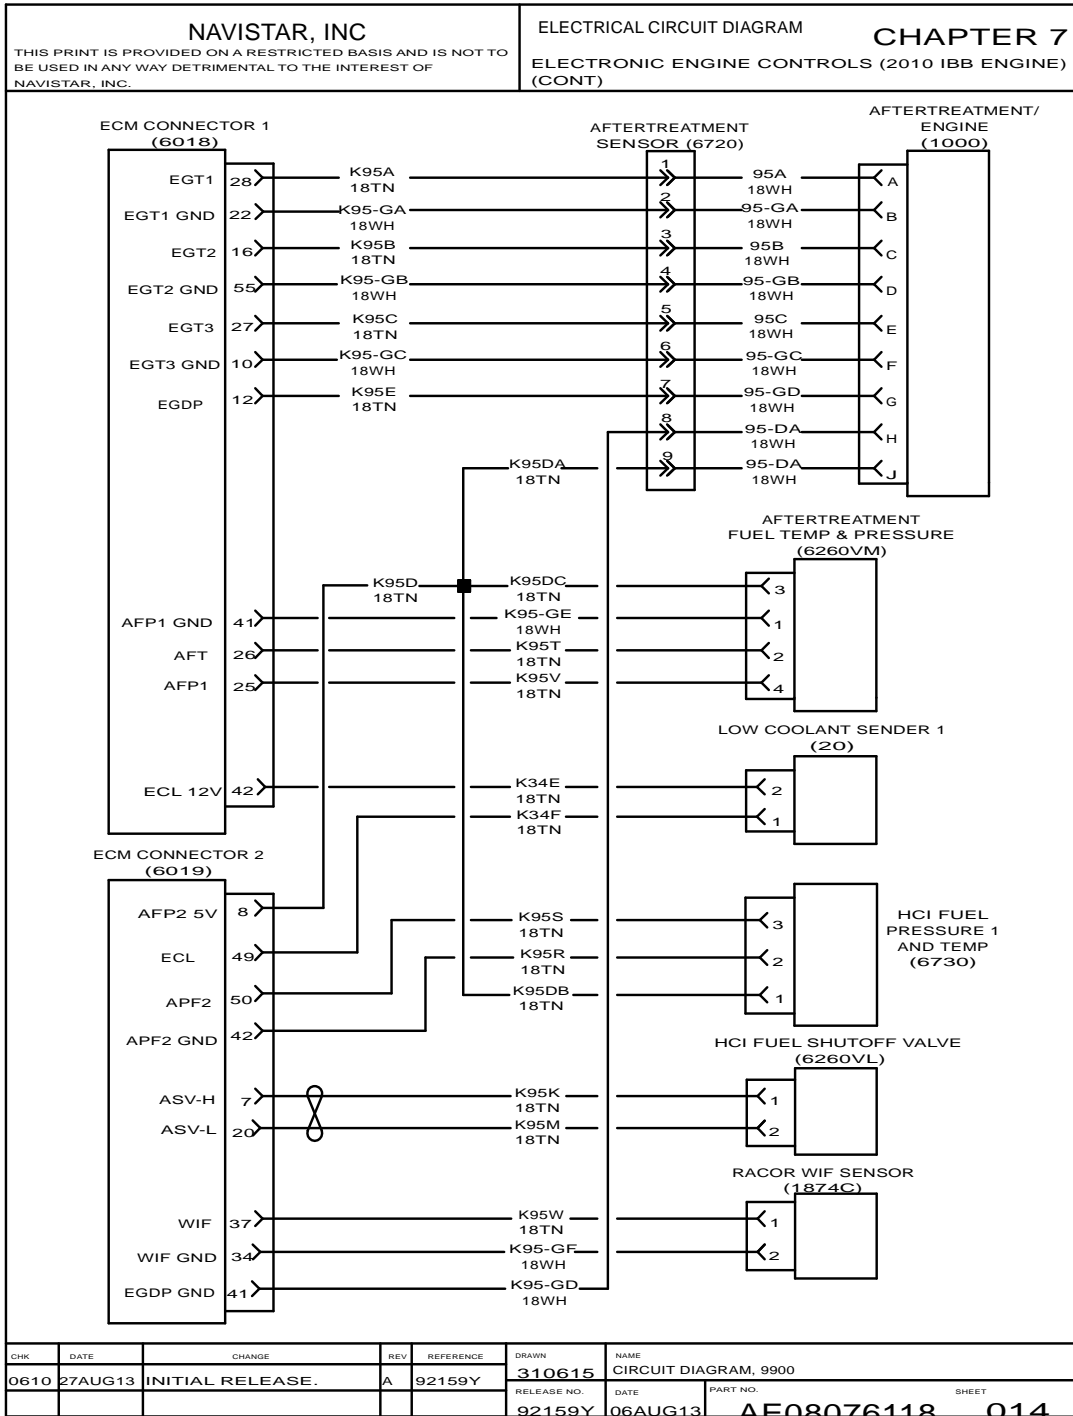 NAVISTAR, INC
THIS PRINT IS PROVIDED ON A RESTRICTED BASIS AND IS NOT TO
BE USED IN ANY WAY DETRIMENTAL TO THE INTEREST OF
NAVISTAR, INC.
ELECTRICAL CIRCUIT DIAGRAM
CHAPTER 7
ELECTRONIC ENGINE CONTROLS (2010 IBB ENGINE)
(CONT)
ECM CONNECTOR 1
(6018)
AFTERTREATMENT
SENSOR (6720)
AFTERTREATMENT/
ENGINE
(1000)
EGT1 28 K95A 1 95A A
18TN 18WH
EGT1 GND 22 K95-GA 2 95-GA B
18WH 18WH
EGT2 16 K95B 3 95B C
18TN 18WH
EGT2 GND 55 K95-GB 4 95-GB D
18WH 18WH
EGT3 27 K95C 5 95C E
18TN 18WH
EGT3 GND 10 K95-GC 6 95-GC F
18WH 18WH
EGDP 12 K95E 7 95-GD G
18TN 18WH
8 95-DA H
18WH
K95DA 9 95-DA J
18TN 18WH
AFTERTREATMENT
FUEL TEMP & PRESSURE
(6260VM)
K95D K95DC 3
18TN 18TN
AFP1 GND 41 K95-GE 1
18WH
AFT 26 K95T 2
18TN
AFP1 25 K95V 4
18TN
LOW COOLANT SENDER 1
(20)
ECL 12V 42 K34E 2
18TN
K34F 1
18TN
ECM CONNECTOR 2
(6019)
AFP2 5V 8
ECL 49
APF2 50 K95S 3
18TN
APF2 GND 42 K95R 2
18TN
K95DB 1
18TN
HCI FUEL
PRESSURE 1
AND TEMP
(6730)
HCI FUEL SHUTOFF VALVE
(6260VL)
ASV-H 7 K95K 1
18TN
ASV-L 20 K95M 2
18TN
RACOR WIF SENSOR
(1874C)
WIF 37 K95W 1
18TN
WIF GND 34 K95-GF 2
18WH
EGDP GND 41 K95-GD
18WH
CHK DATE CHANGE REV REFERENCE
0610 27AUG13 INITIAL RELEASE. A 92159Y
DRAWN
310615
NAME
CIRCUIT DIAGRAM, 9900
RELEASE NO.
92159Y
DATE
06AUG13
PART NO.
AE08076118
SHEET
014